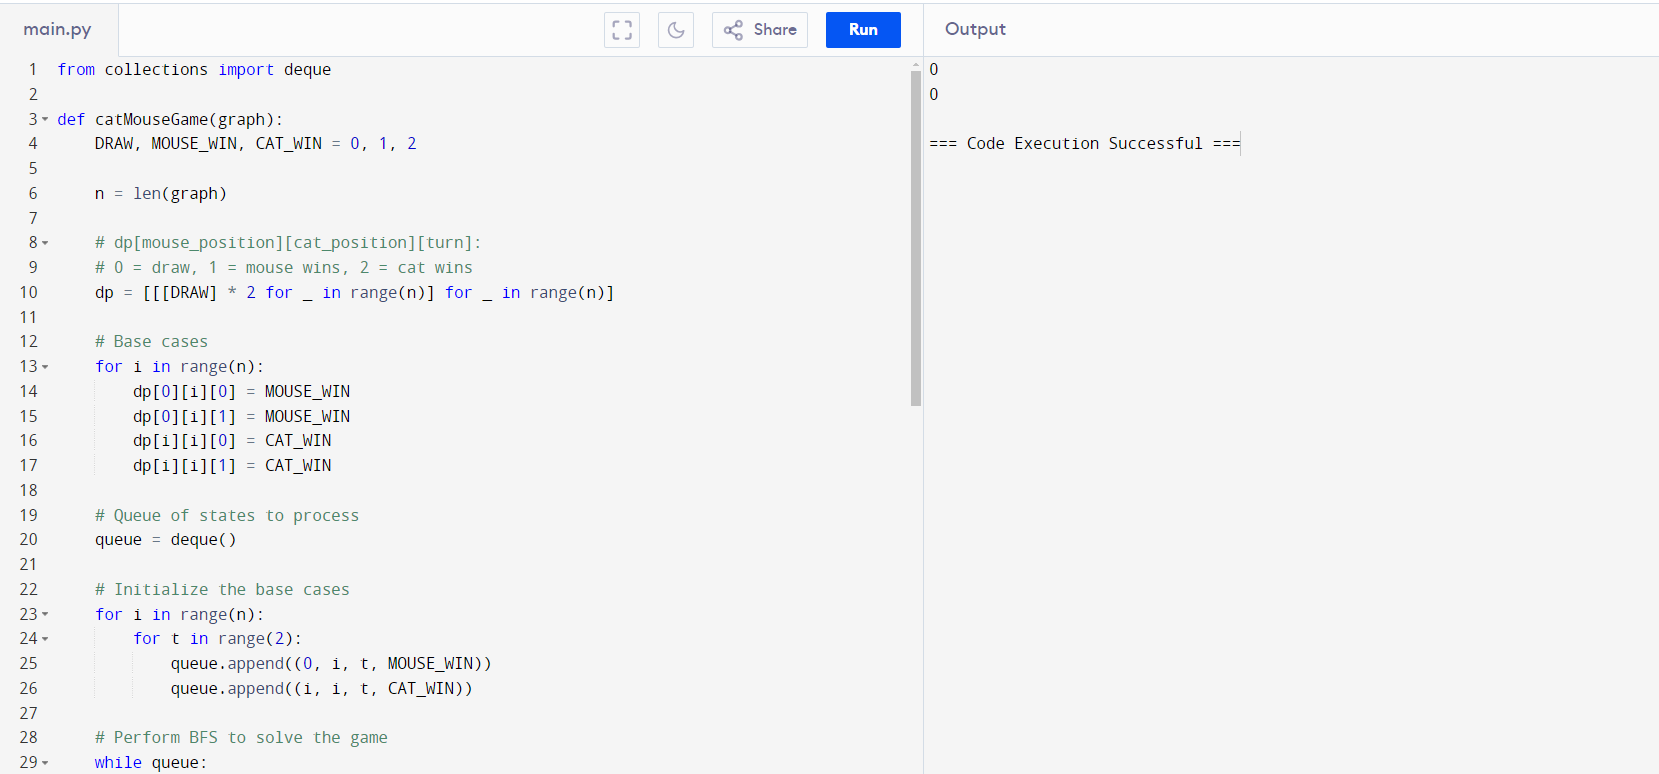 main.py
Share
Run
Output
1 from collections import deque
2
3 def catMouseGame(graph):
4     DRAW, MOUSE_WIN, CAT_WIN = 0, 1, 2
5
6     n = len(graph)
7
8     # dp[mouse_position][cat_position][turn]:
9     # 0 = draw, 1 = mouse wins, 2 = cat wins
10     dp = [[[DRAW] * 2 for _ in range(n)] for _ in range(n)]
11
12     # Base cases
13     for i in range(n):
14         dp[0][i][0] = MOUSE_WIN
15         dp[0][i][1] = MOUSE_WIN
16         dp[i][i][0] = CAT_WIN
17         dp[i][i][1] = CAT_WIN
18
19     # Queue of states to process
20     queue = deque()
21
22     # Initialize the base cases
23     for i in range(n):
24         for t in range(2):
25             queue.append((0, i, t, MOUSE_WIN))
26             queue.append((i, i, t, CAT_WIN))
27
28     # Perform BFS to solve the game
29     while queue:
0
0
=== Code Execution Successful ===